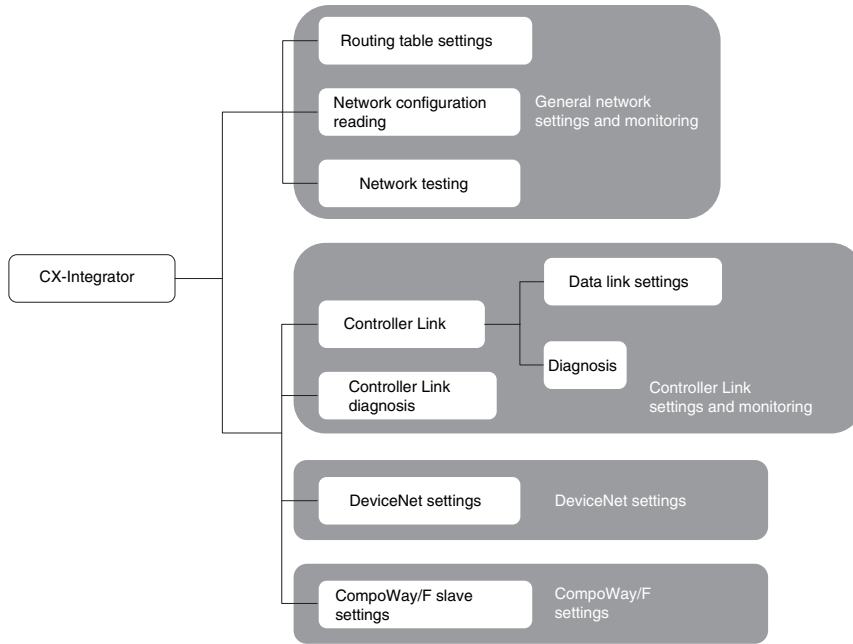 Routing table settings
Network configuration
reading
General network
settings and monitoring
Network testing
CX-Integrator
Data link settings
Controller Link
Diagnosis
Controller Link
diagnosis
Controller Link
settings and monitoring
DeviceNet settings
DeviceNet settings
CompoWay/F slave
settings
CompoWay/F
settings